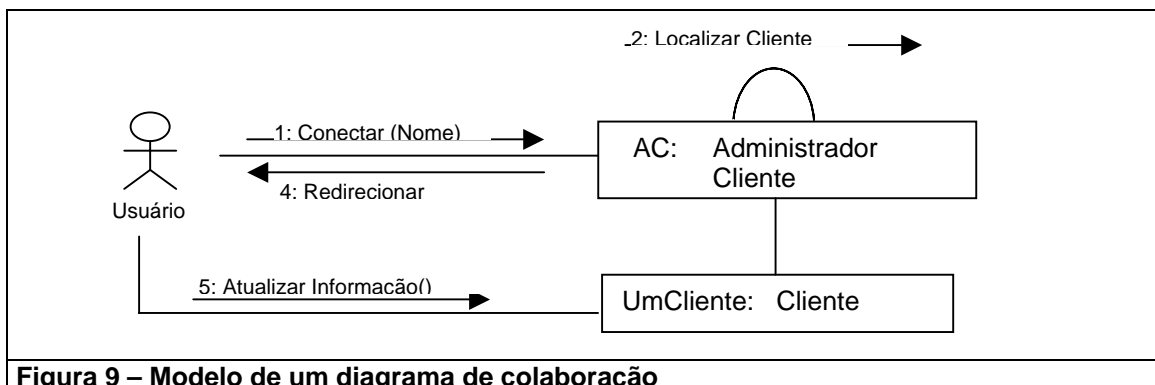 2: Localizar Cliente
1: Conectar (Nome)
AC: Administrador
Cliente
4: Redirecionar
Usuário
5: Atualizar Informação()
UmCliente: Cliente
Figura 9 – Modelo de um diagrama de colaboração